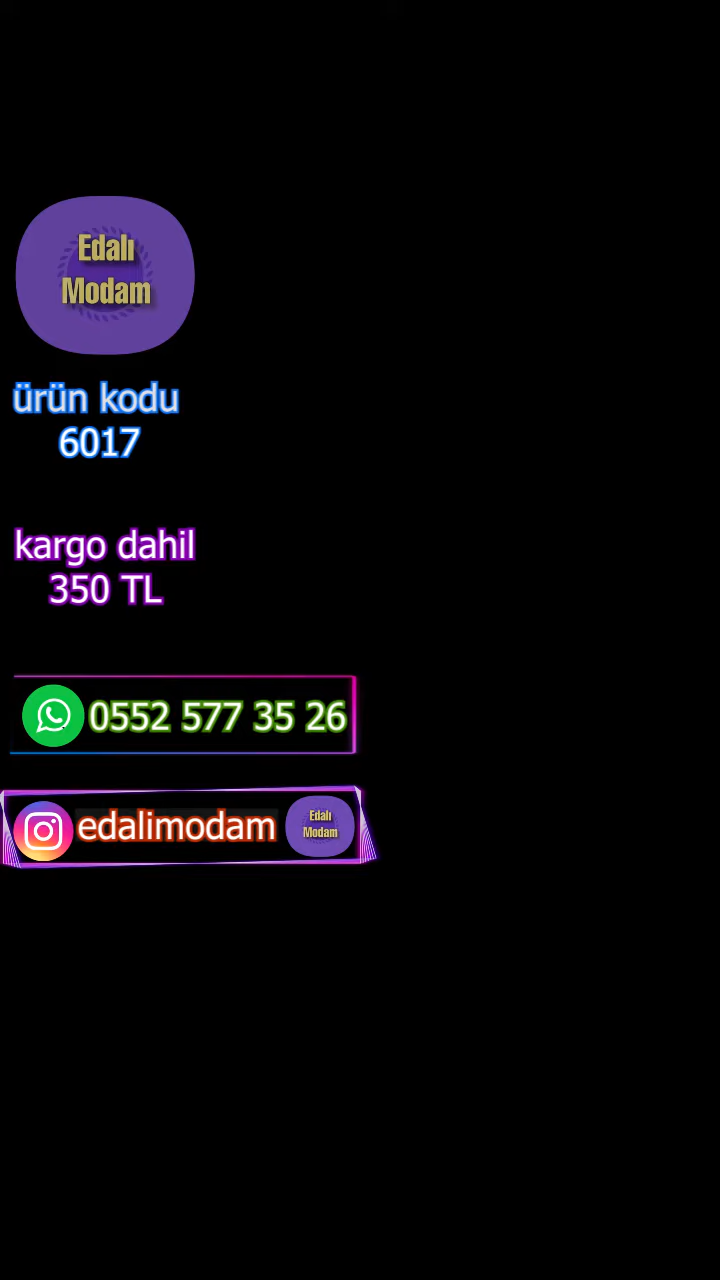 Edalı
Modam
ürün kodu
6017
kargo dahil
350 TL
0552 577 35 26
edalimodam
Edalı
Modam